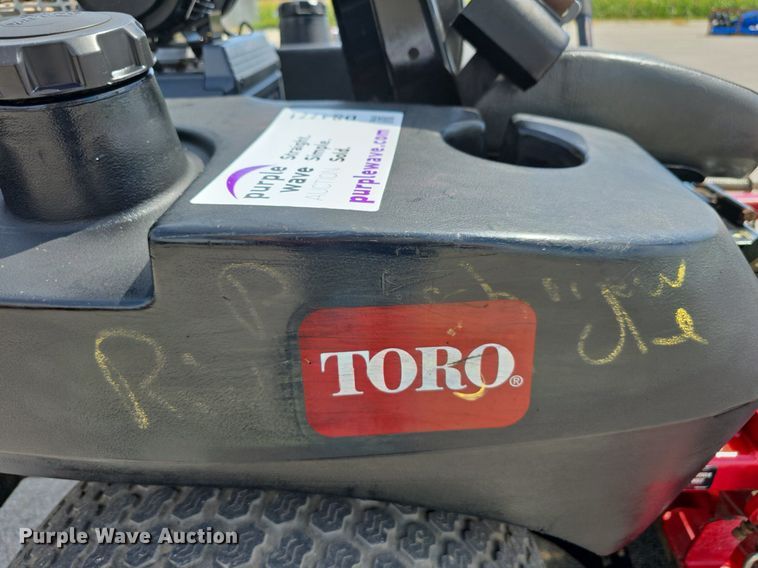 purple
wave
AUCTION
Straight.
Simple.
Sold.
purplewave.com
R.i.P
TORO®
Purple Wave Auction